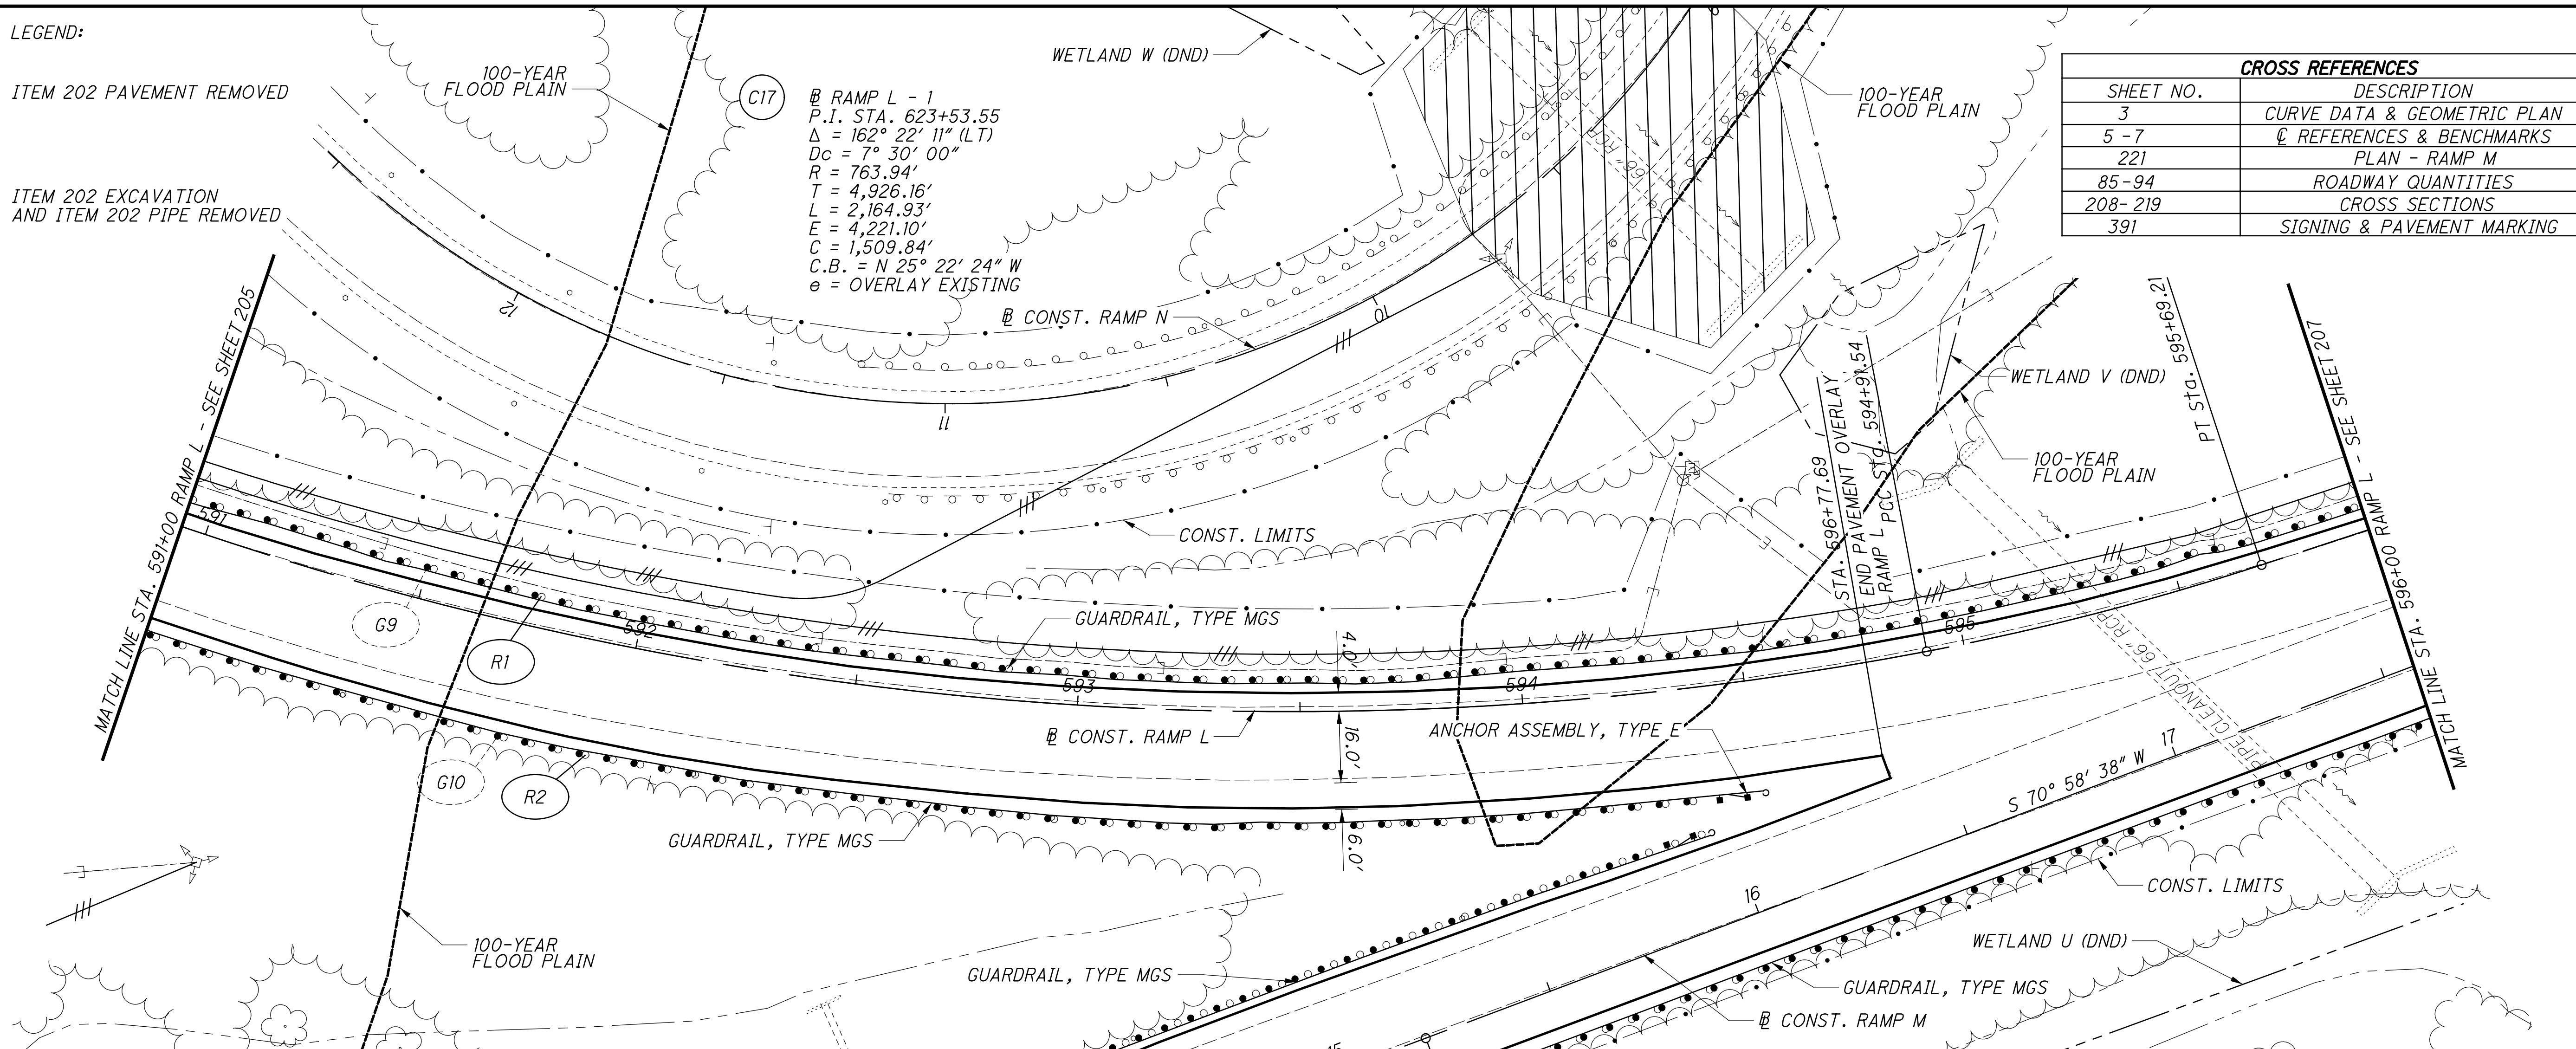 LEGEND:
ITEM 202 PAVEMENT REMOVED
ITEM 202 EXCAVATION
AND ITEM 202 PIPE REMOVED
100-YEAR
FLOOD PLAIN
C17
℄ RAMP L - 1
P.I. STA. 623+53.55
Δ = 162° 22' 11" (LT)
Dc = 7° 30' 00"
R = 763.94'
T = 4,926.16'
L = 2,164.93'
E = 4,221.10'
C = 1,509.84'
C.B. = N 25° 22' 24" W
e = OVERLAY EXISTING
WETLAND W (DND)
100-YEAR
FLOOD PLAIN
CROSS REFERENCES
SHEET NO. DESCRIPTION
3 CURVE DATA & GEOMETRIC PLAN
5 -7 ℄ REFERENCES & BENCHMARKS
221 PLAN - RAMP M
85-94 ROADWAY QUANTITIES
208-219 CROSS SECTIONS
391 SIGNING & PAVEMENT MARKING
12
11
10
℄ CONST. RAMP N
MATCH LINE STA. 591+00 RAMP L - SEE SHEET 205
WETLAND V (DND)
100-YEAR
FLOOD PLAIN
STA. 596+77.69
END PAVEMENT OVERLAY
RAMP L PCC Sta. 594+91.54
PT Sta. 595+69.21
MATCH LINE STA. 596+00 RAMP L - SEE SHEET 207
CONST. LIMITS
591
592
593
594
595
G9
R1
G10
R2
GUARDRAIL, TYPE MGS
4.0'
16.0'
6.0'
℄ CONST. RAMP L
ANCHOR ASSEMBLY, TYPE E
GUARDRAIL, TYPE MGS
PIPE CLEANOUT 66" RCP
S 70° 58' 38" W
17
16
CONST. LIMITS
100-YEAR
FLOOD PLAIN
GUARDRAIL, TYPE MGS
WETLAND U (DND)
GUARDRAIL, TYPE MGS
℄ CONST. RAMP M